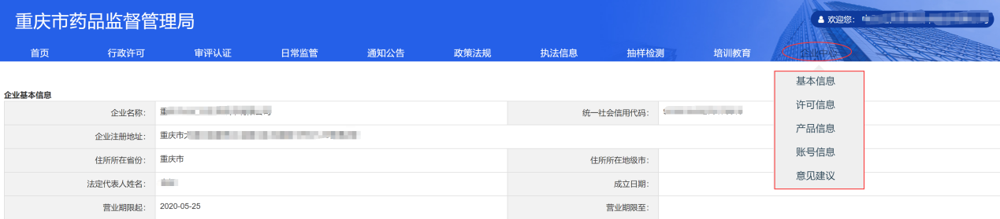 重庆市药品监督管理局
欢迎您：
首页 行政许可 审评认证 日常监管 通知公告 政策法规 执法信息 抽样检测 培训教育 企业中心
基本信息
许可信息
产品信息
账号信息
意见建议
企业基本信息
企业名称： 重 统一社会信用代码：
企业注册地址： 重庆市
住所所在省份： 重庆市 住所所在地级市：
法定代表人姓名： 成立日期：
营业期限起： 2020-05-25 营业期限至：